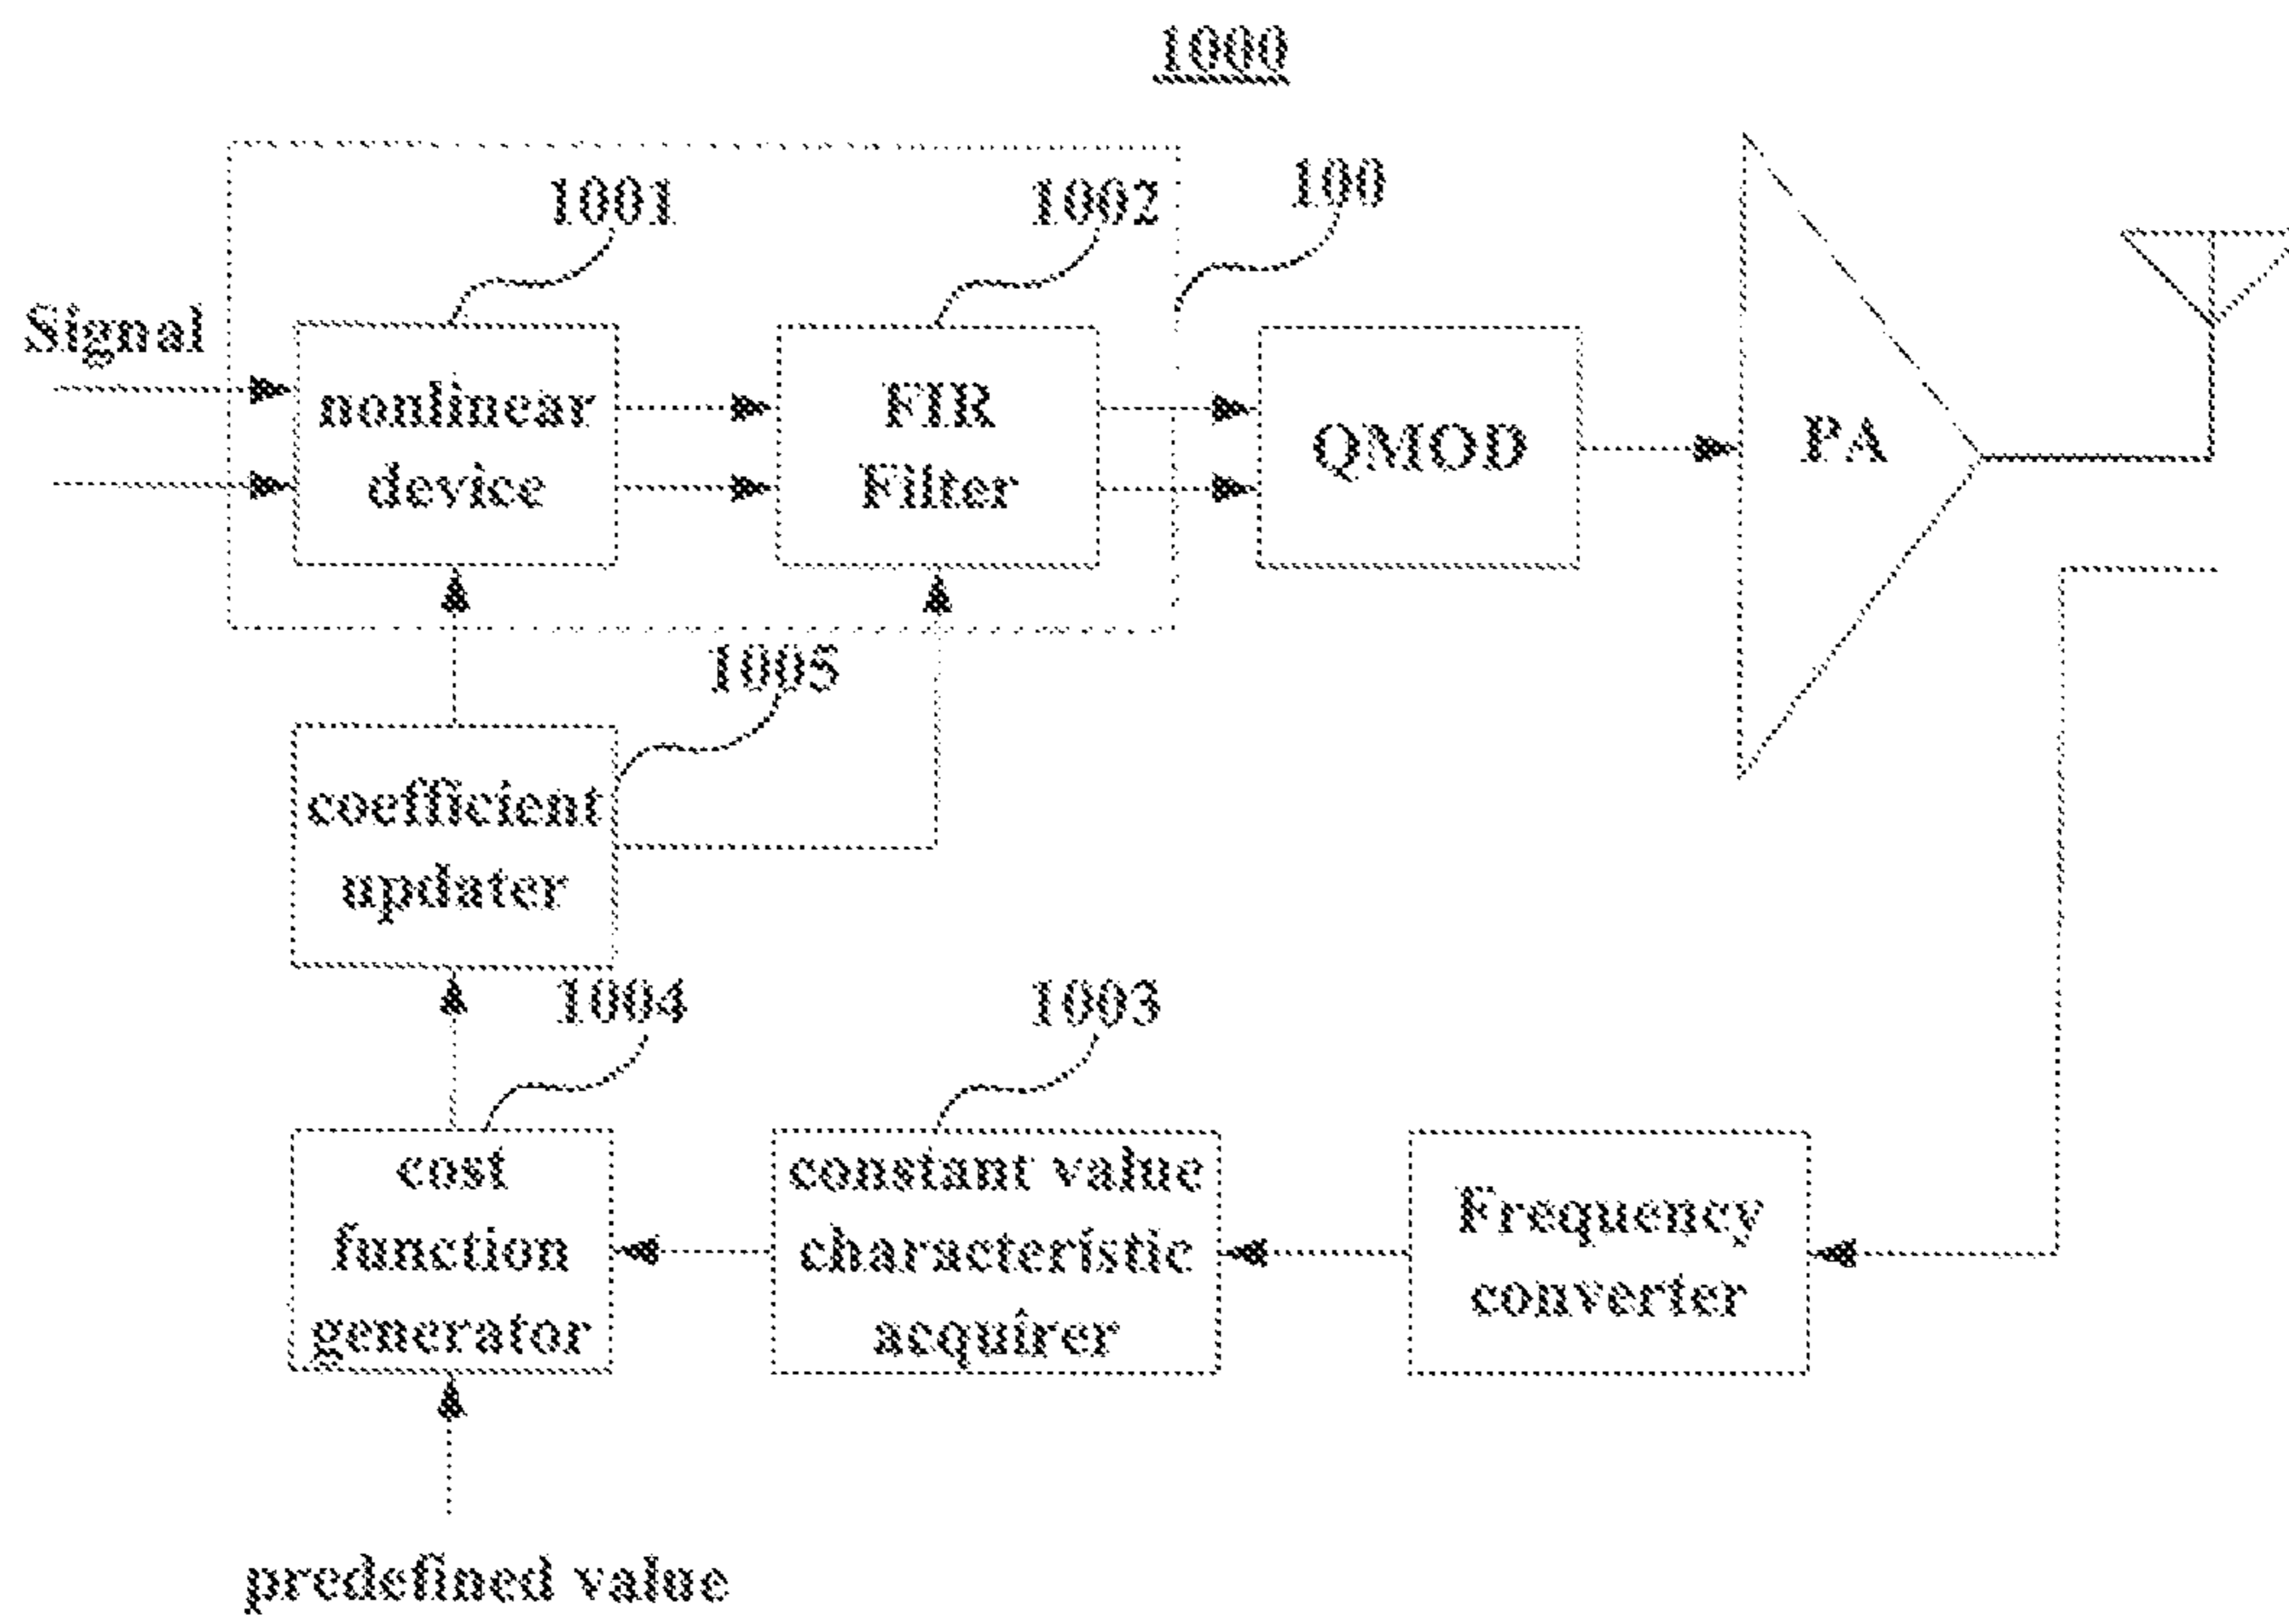 1000
1001
1002
100
Signal
nonlinear
device
FIR
Filter
QMOD
PA
1005
coefficient
updater
1004
1003
cost
function
generator
constant value
characteristic
acquirer
Frequency
converter
predefined value